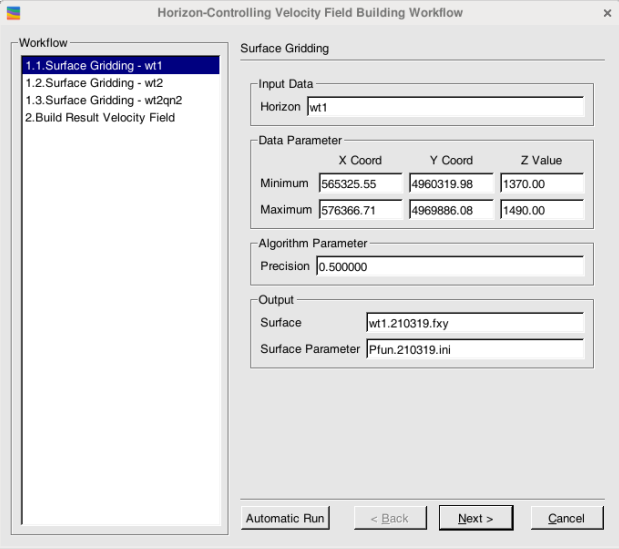 Horizon-Controlling Velocity Field Building Workflow
Workflow
1.1.Surface Gridding - wt1
1.2.Surface Gridding - wt2
1.3.Surface Gridding - wt2qn2
2.Build Result Velocity Field
Surface Gridding
Input Data
Horizon wt1
Data Parameter
X Coord Y Coord Z Value
Minimum 565325.55 4960319.98 1370.00
Maximum 576366.71 4969886.08 1490.00
Algorithm Parameter
Precision 0.500000
Output
Surface wt1.210319.fxy
Surface Parameter Pfun.210319.ini
Automatic Run < Back Next > Cancel